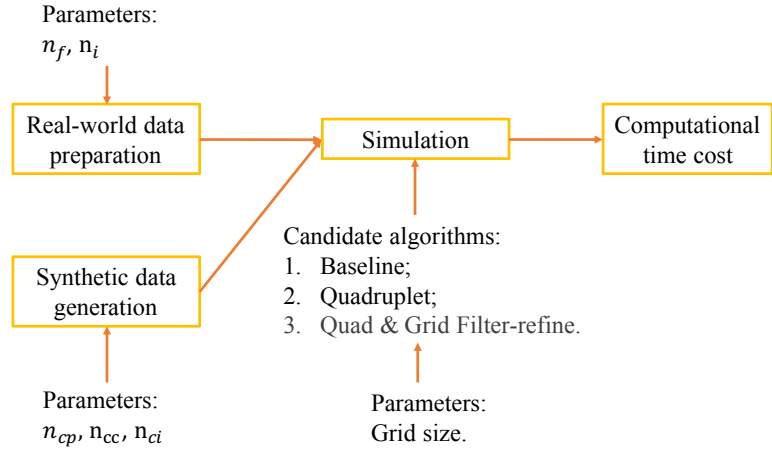 Parameters:
n_f, n_i
Real-world data
preparation
Simulation
Computational
time cost
Candidate algorithms:
1. Baseline;
2. Quadruplet;
3. Quad & Grid Filter-refine.
Synthetic data
generation
Parameters:
n_cp, n_cc, n_ci
Parameters:
Grid size.